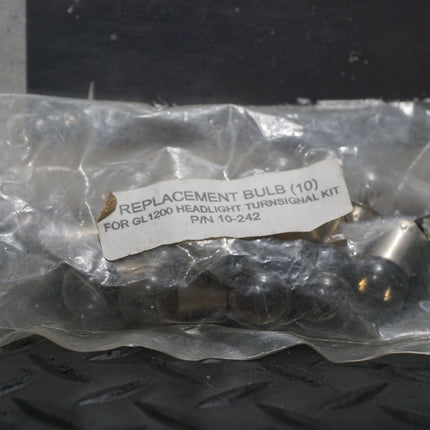 REPLACEMENT BULB (10)
FOR GL1200 HEADLIGHT TURNSIGNAL KIT
P/N 10-242